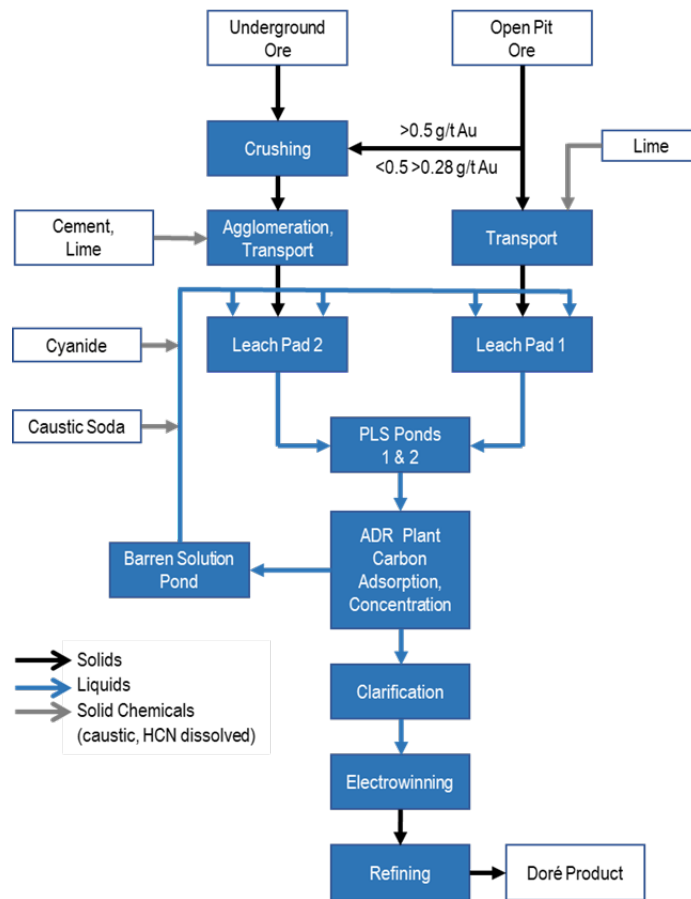 Underground
Ore
Open Pit
Ore
>0.5 g/t Au
Crushing
<0.5 >0.28 g/t Au
Lime
Cement,
Lime
Agglomeration,
Transport
Transport
Cyanide
Leach Pad 2
Leach Pad 1
Caustic Soda
PLS Ponds
1 & 2
ADR Plant
Carbon
Adsorption,
Concentration
Barren Solution
Pond
Solids
Liquids
Solid Chemicals
(caustic, HCN dissolved)
Clarification
Electrowinning
Refining
Doré Product